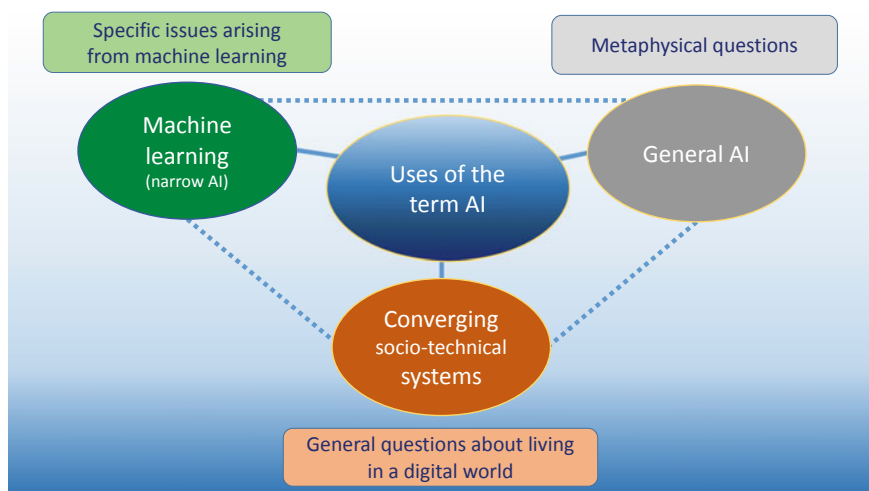 Specific issues arising
from machine learning
Metaphysical questions
Machine
learning
(narrow AI)
Uses of the
term AI
General AI
Converging
socio-technical
systems
General questions about living
in a digital world